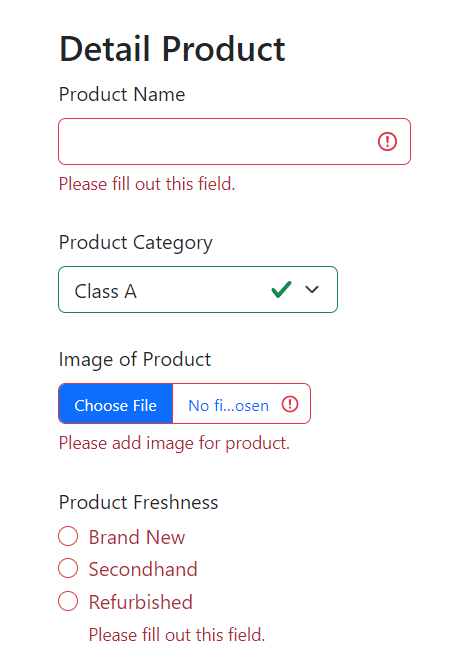 Detail Product
Product Name
Please fill out this field.
Product Category
Class A
Image of Product
Choose File No fi...osen
Please add image for product.
Product Freshness
Brand New
Secondhand
Refurbished
Please fill out this field.